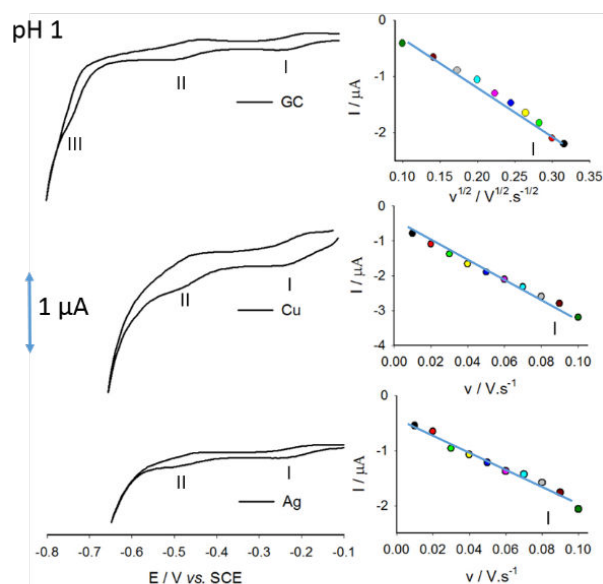 pH 1
III
II
I
GC
I / µA
0
-1
-2
0.10 0.15 0.20 0.25 0.30 0.35
I
v1/2 / V1/2.s-1/2
1 µA
II
I
Cu
I / µA
0
-1
-2
-3
-4
0.00 0.02 0.04 0.06 0.08 0.10
I
v / V.s-1
II
I
Ag
-0.8 -0.7 -0.6 -0.5 -0.4 -0.3 -0.2 -0.1
E / V vs. SCE
I / µA
0
-1
-2
0.00 0.02 0.04 0.06 0.08 0.10
I
v / V.s-1